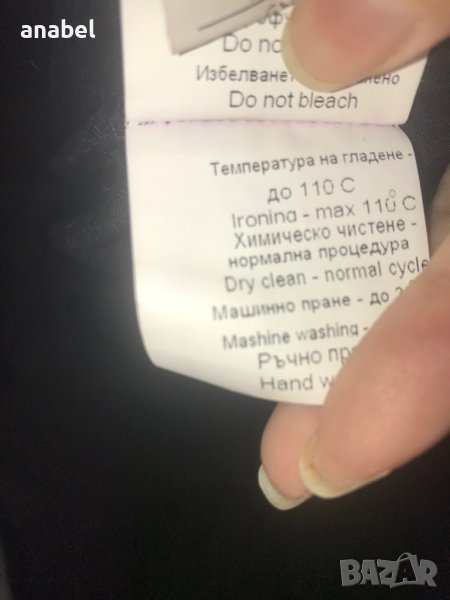 anabel
Do
Избелване
Do not bleach
Температура на гладене -
до 110 C
Ironing - max 110 C
Химическо чистене -
нормална процедура
Dry clean - normal cycle
Машинно пране - до
Mashine washing -
Ръчно
Hand
BAZAR